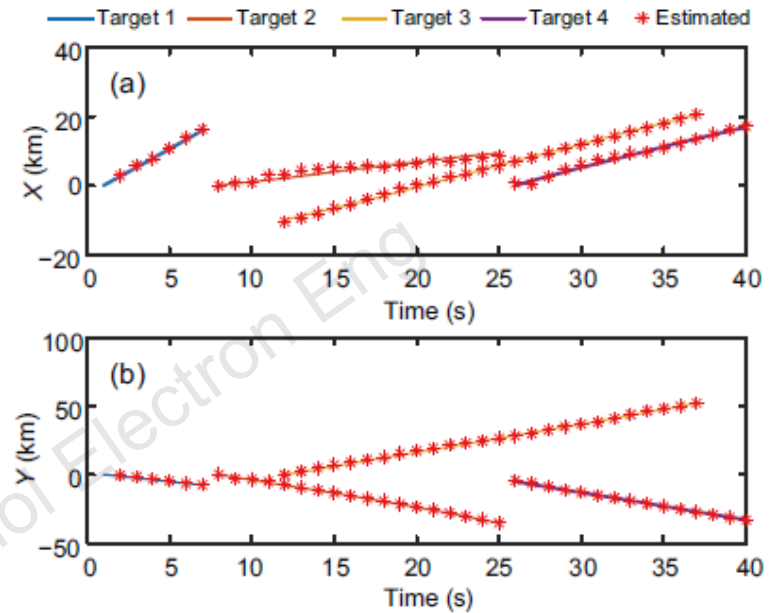 Target 1 Target 2 Target 3 Target 4 Estimated
(a)
X (km)
40
20
0
−20
0 5 10 15 20 25 30 35 40
Time (s)
(b)
Y (km)
100
50
0
−50
0 5 10 15 20 25 30 35 40
Time (s)
Electron Eng